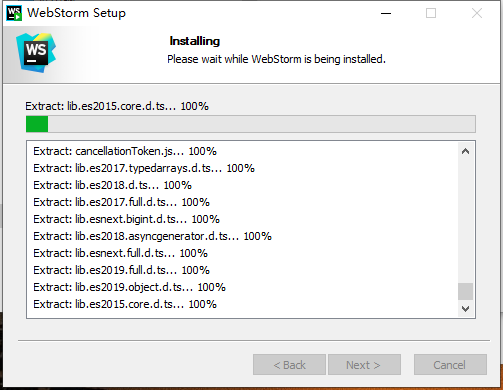 WebStorm Setup
WS
Installing
Please wait while WebStorm is being installed.
Extract: lib.es2015.core.d.ts... 100%
Extract: cancellationToken.js... 100%
Extract: lib.es2017.typedarrays.d.ts... 100%
Extract: lib.es2018.d.ts... 100%
Extract: lib.es2017.full.d.ts... 100%
Extract: lib.esnext.bigint.d.ts... 100%
Extract: lib.es2018.asyncgenerator.d.ts... 100%
Extract: lib.esnext.full.d.ts... 100%
Extract: lib.es2019.full.d.ts... 100%
Extract: lib.es2019.object.d.ts... 100%
Extract: lib.es2015.core.d.ts... 100%
< Back Next > Cancel